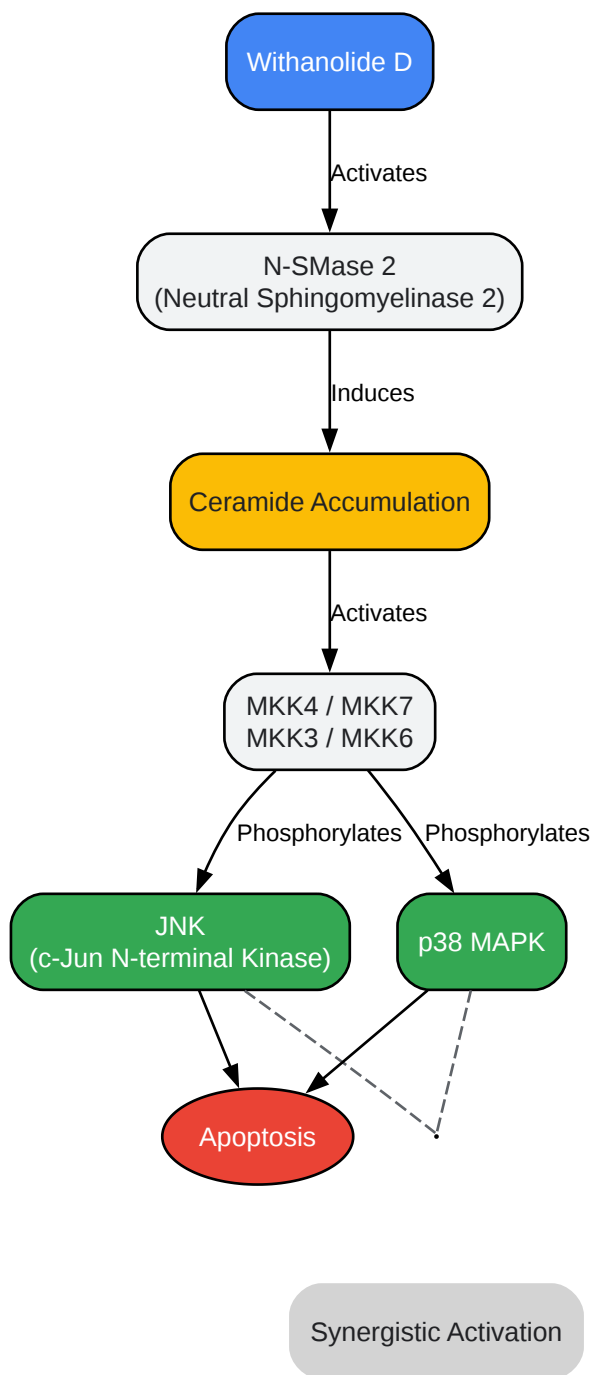 Withanolide D
Activates
N-SMase 2
(Neutral Sphingomyelinase 2)
Induces
Ceramide Accumulation
Activates
MKK4 / MKK7
MKK3 / MKK6
Phosphorylates
Phosphorylates
JNK
(c-Jun N-terminal Kinase)
p38 MAPK
Apoptosis
Synergistic Activation